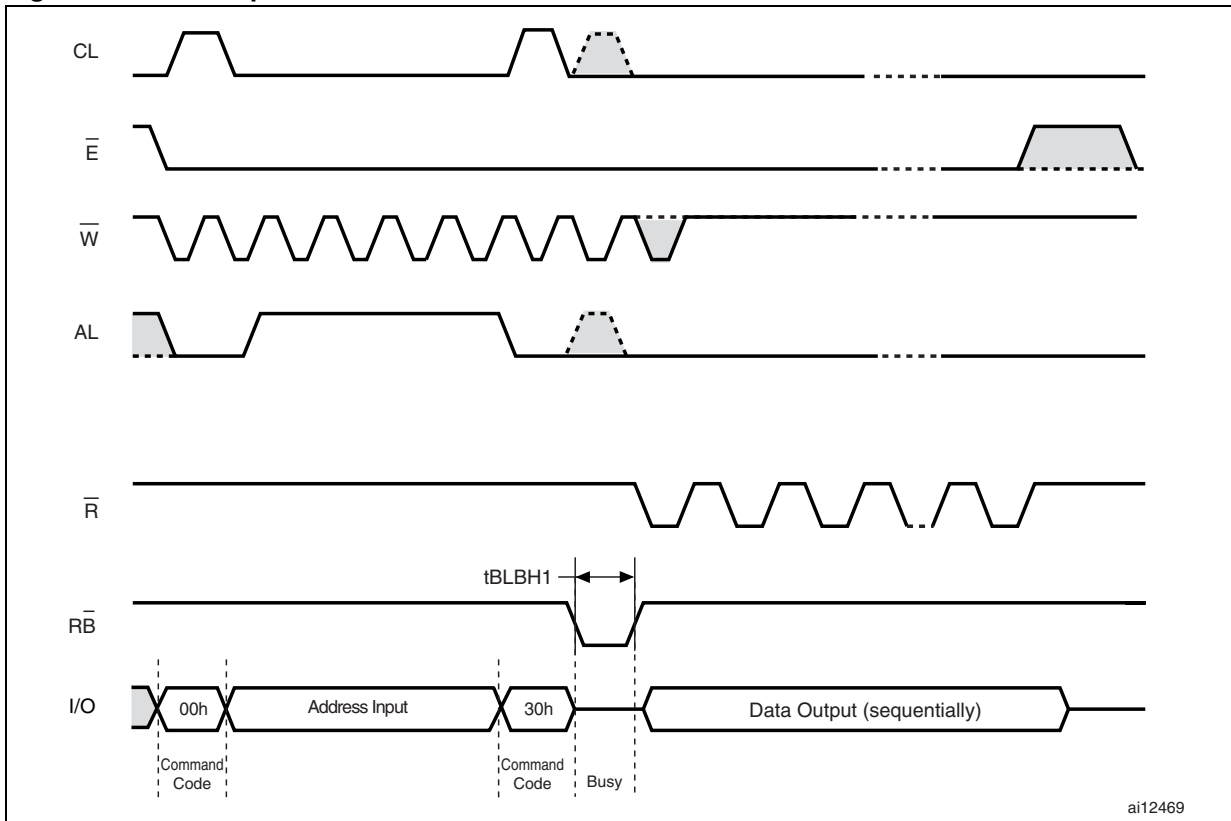 CL
E̅
W̅
AL
R̅
tBLBH1
RB̅
I/O
00h
Address Input
30h
Data Output (sequentially)
Command
Code
Command
Code
Busy
ai12469